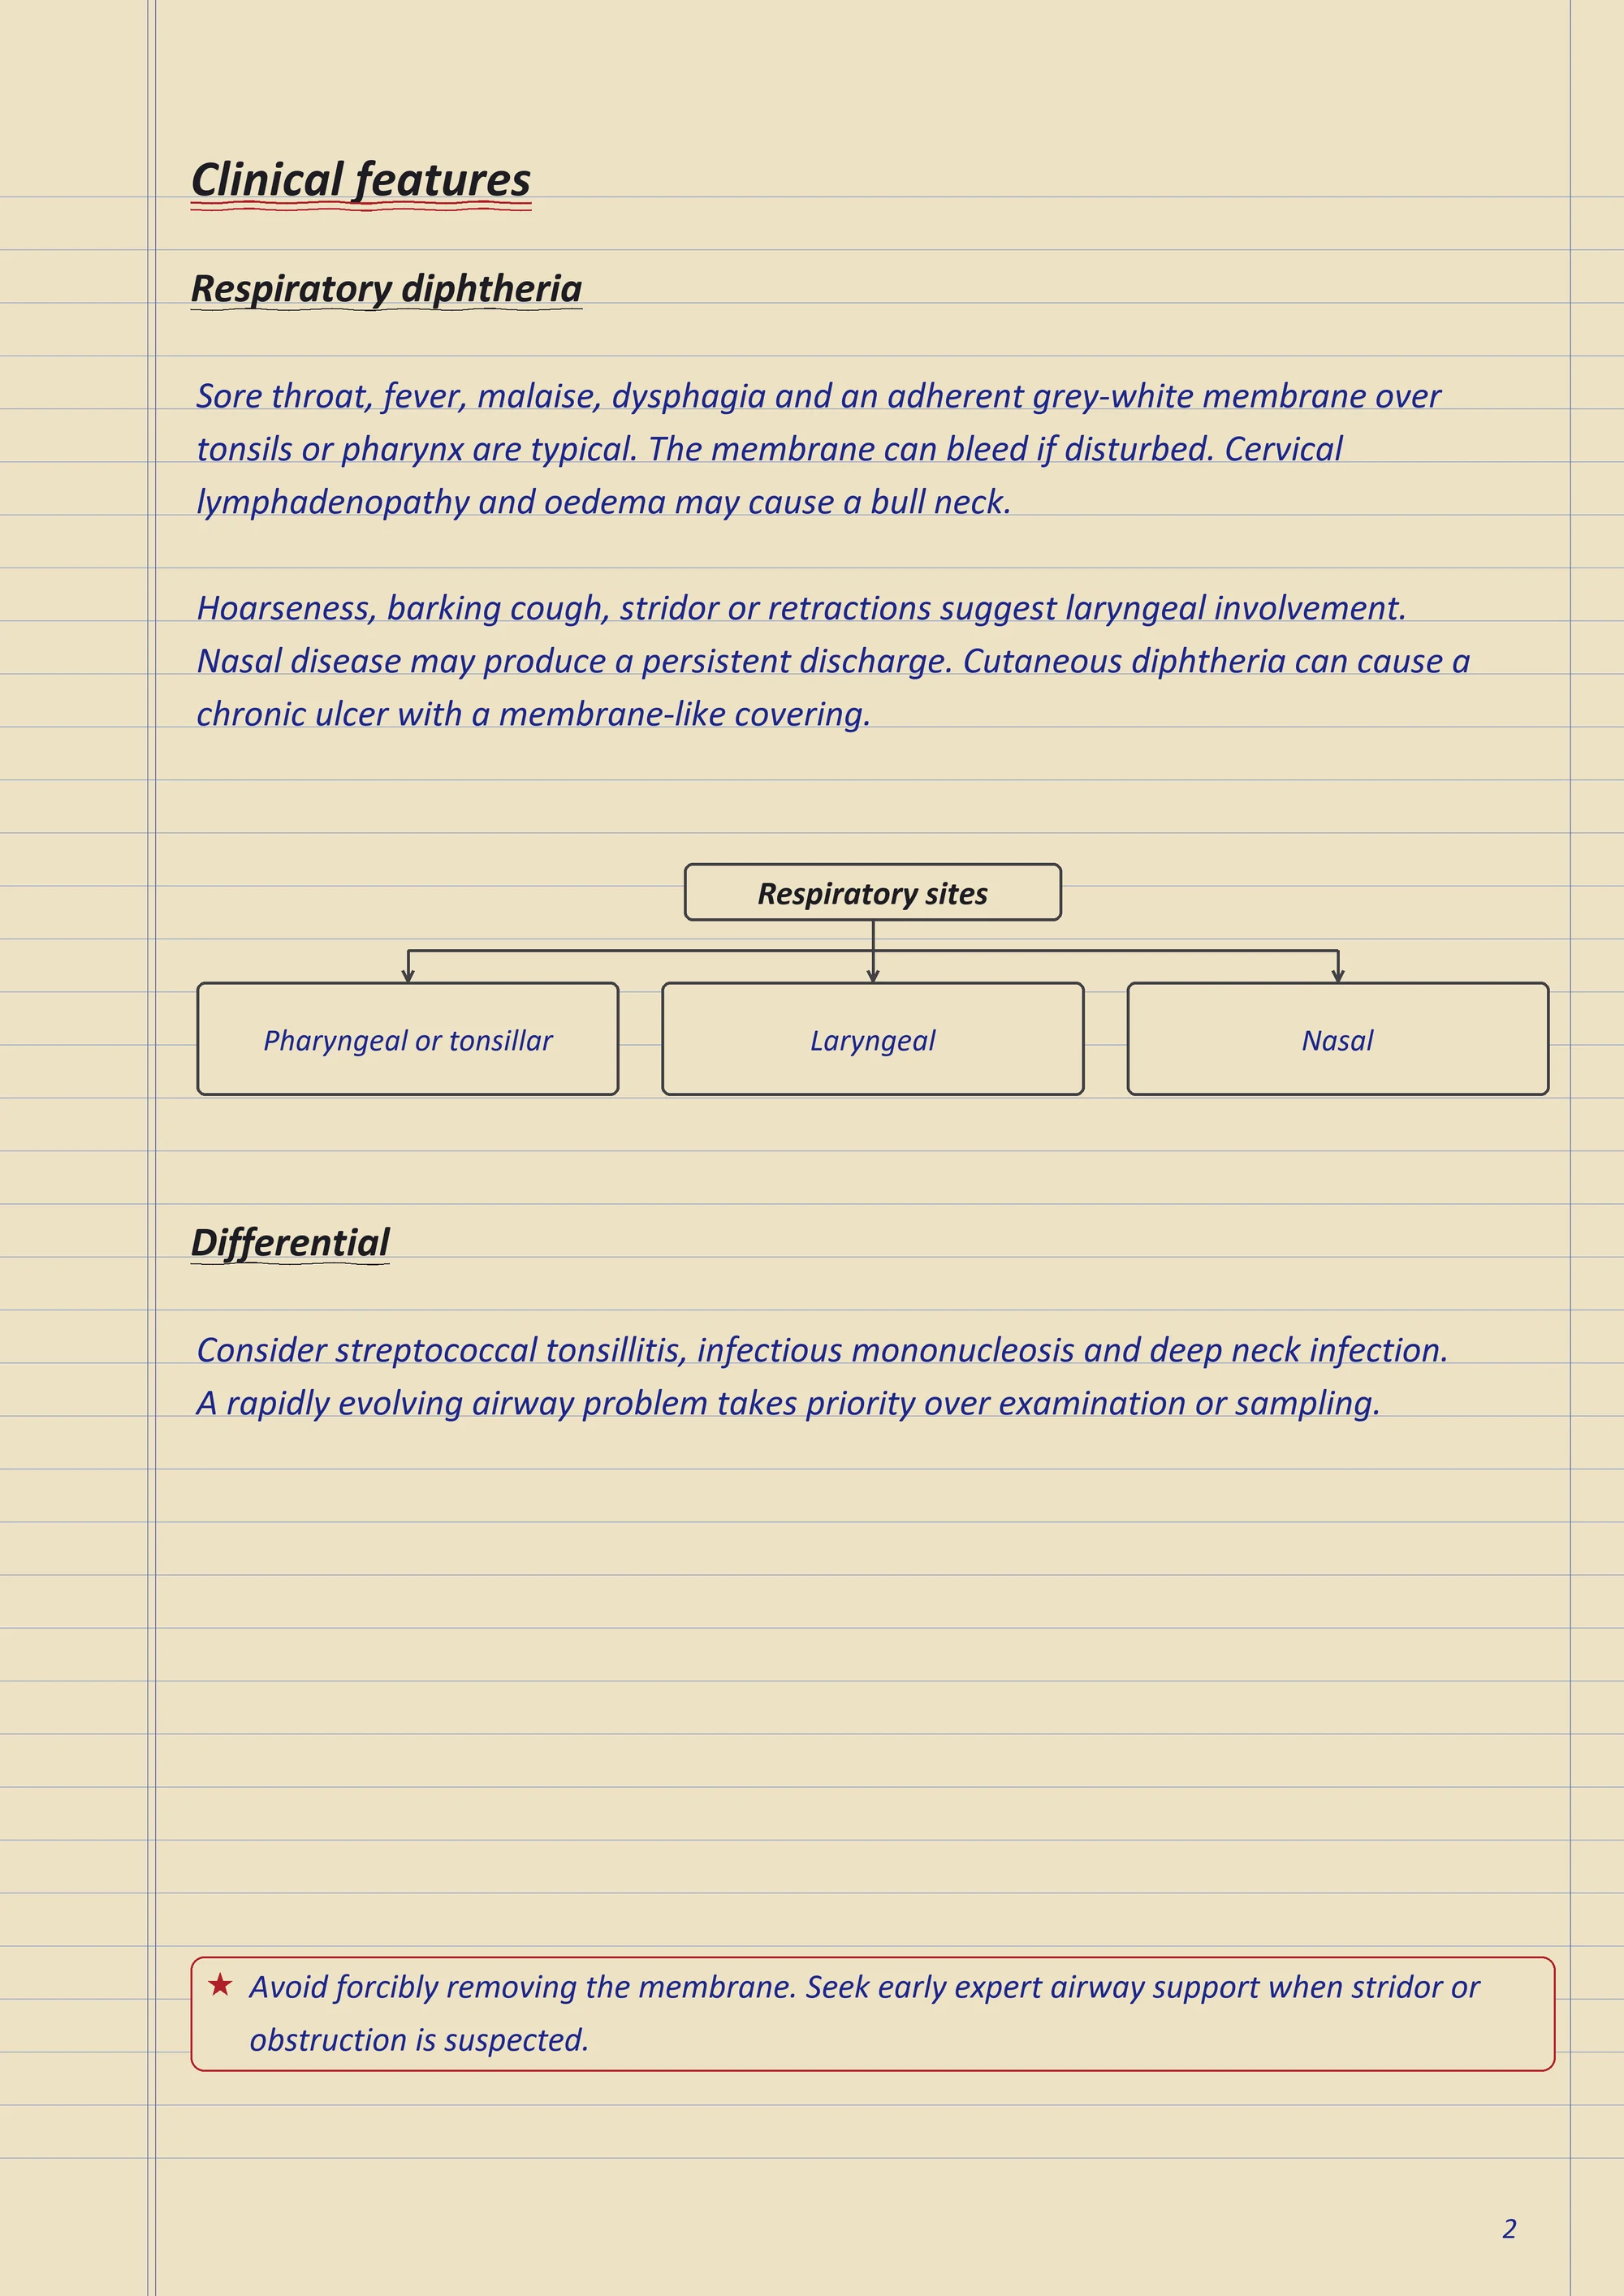 Clinical features
Respiratory diphtheria
Sore throat, fever, malaise, dysphagia and an adherent grey-white membrane over
tonsils or pharynx are typical. The membrane can bleed if disturbed. Cervical
lymphadenopathy and oedema may cause a bull neck.
Hoarseness, barking cough, stridor or retractions suggest laryngeal involvement.
Nasal disease may produce a persistent discharge. Cutaneous diphtheria can cause a
chronic ulcer with a membrane-like covering.
Respiratory sites
Pharyngeal or tonsillar
Laryngeal
Nasal
Differential
Consider streptococcal tonsillitis, infectious mononucleosis and deep neck infection.
A rapidly evolving airway problem takes priority over examination or sampling.
★ Avoid forcibly removing the membrane. Seek early expert airway support when stridor or
obstruction is suspected.
2